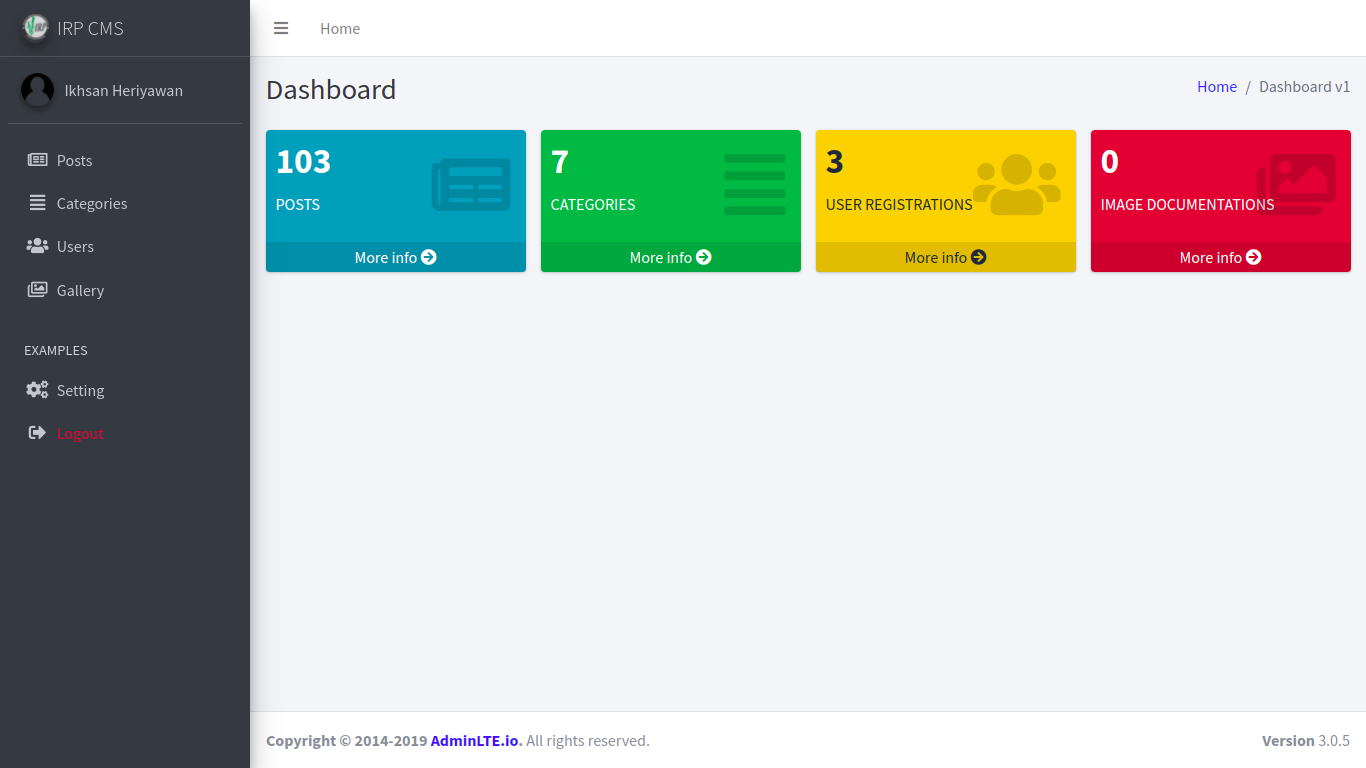 IRP CMS
Home
Ikhsan Heriyawan
Posts
Categories
Users
Gallery
EXAMPLES
Setting
Logout
Dashboard
Home / Dashboard v1
103
POSTS
More info
7
CATEGORIES
More info
3
USER REGISTRATIONS
More info
0
IMAGE DOCUMENTATIONS
More info
Copyright © 2014-2019 AdminLTE.io. All rights reserved.
Version 3.0.5